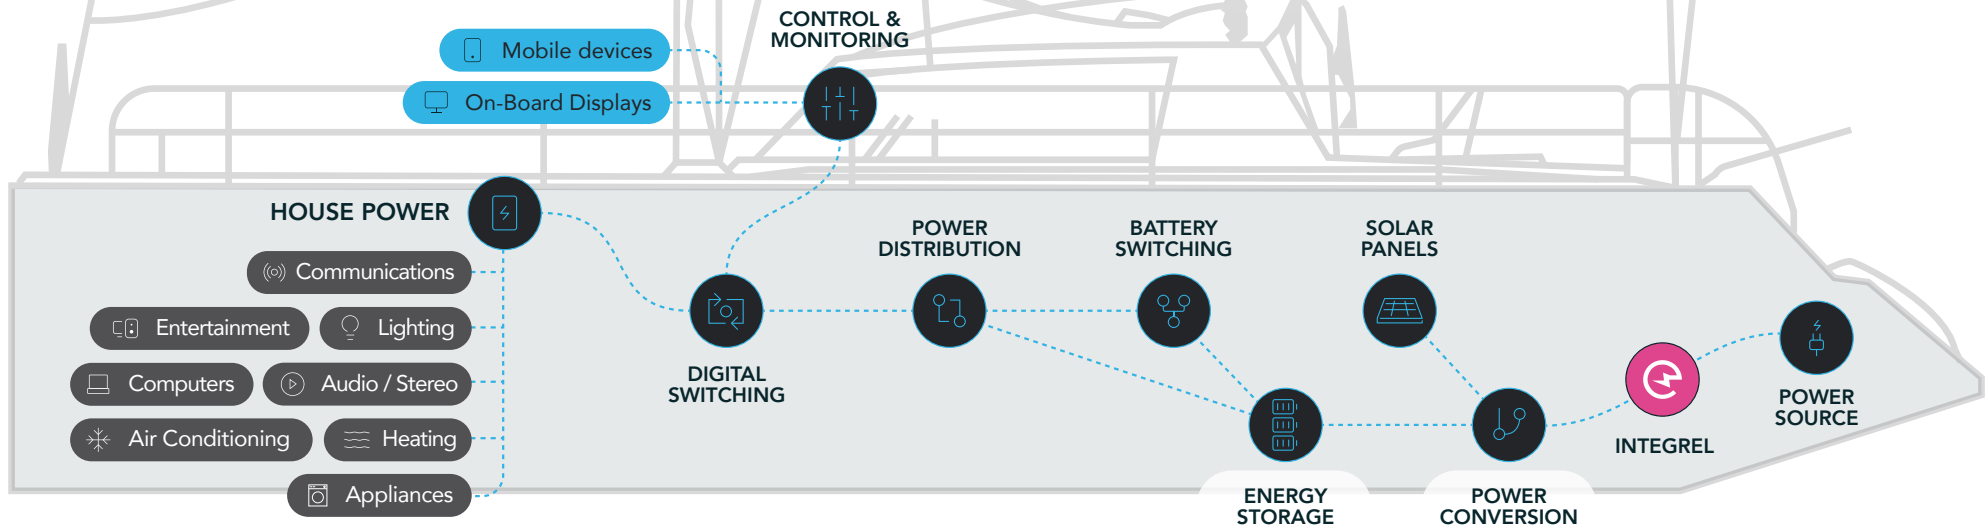 CONTROL &
MONITORING
Mobile devices
On-Board Displays
HOUSE POWER
Communications
Entertainment
Lighting
Computers
Audio / Stereo
Air Conditioning
Heating
Appliances
DIGITAL
SWITCHING
POWER
DISTRIBUTION
BATTERY
SWITCHING
SOLAR
PANELS
ENERGY
STORAGE
POWER
CONVERSION
INTEGREL
POWER
SOURCE